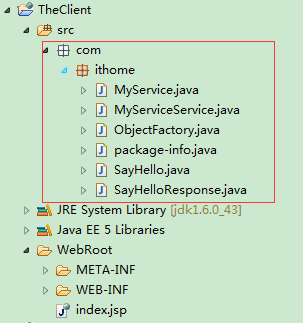 TheClient
src
com
ithome
MyService.java
MyServiceService.java
ObjectFactory.java
package-info.java
SayHello.java
SayHelloResponse.java
JRE System Library [jdk1.6.0_43]
Java EE 5 Libraries
WebRoot
META-INF
WEB-INF
index.jsp